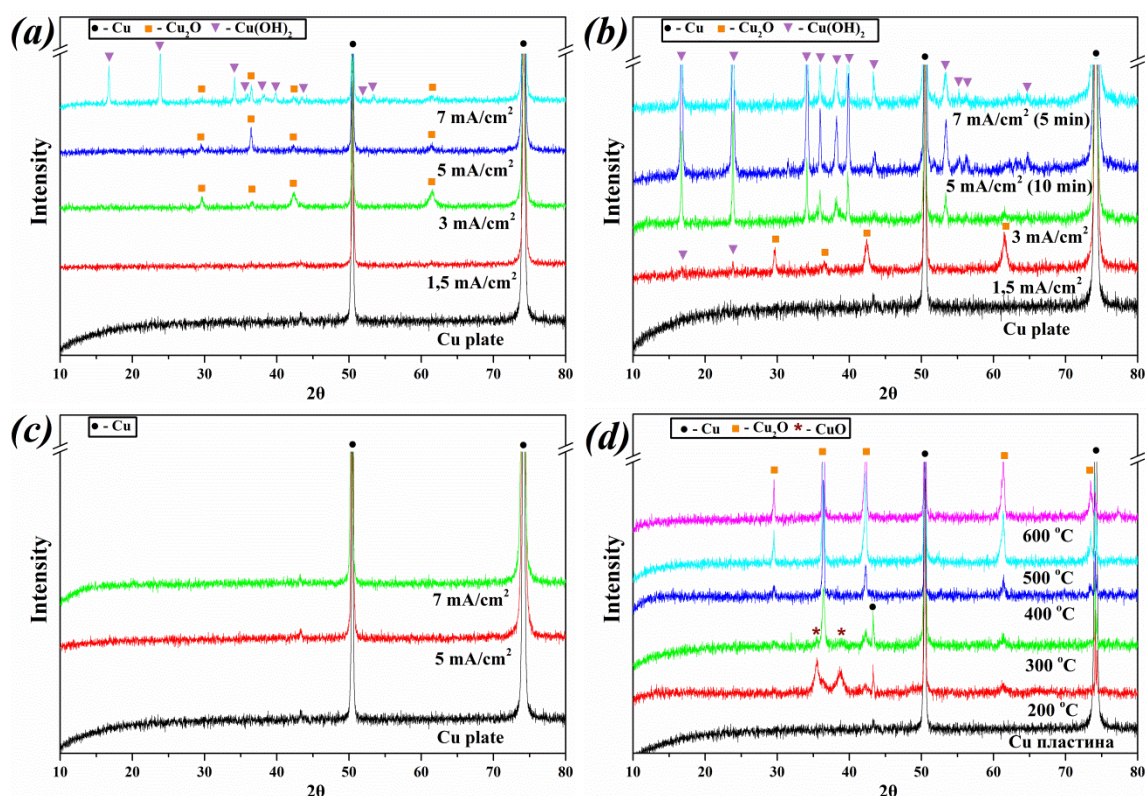 (a)
● - Cu ■ - Cu₂O ▼ - Cu(OH)₂
Intensity
7 mA/cm²
5 mA/cm²
3 mA/cm²
1,5 mA/cm²
Cu plate
10 20 30 40 50 60 70 80
2θ
(b)
● - Cu ■ - Cu₂O ▼ - Cu(OH)₂
Intensity
7 mA/cm² (5 min)
5 mA/cm² (10 min)
3 mA/cm²
1,5 mA/cm²
Cu plate
10 20 30 40 50 60 70 80
2θ
(c)
● - Cu
Intensity
7 mA/cm²
5 mA/cm²
Cu plate
10 20 30 40 50 60 70 80
2θ
(d)
● - Cu ■ - Cu₂O * - CuO
Intensity
* *
600 °C
500 °C
400 °C
300 °C
200 °C
Cu пластина
10 20 30 40 50 60 70 80
2θ